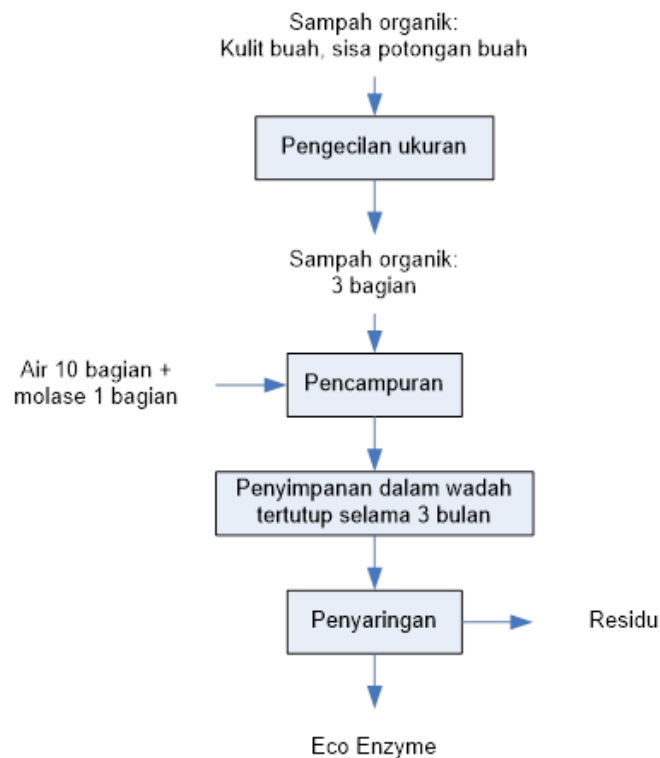 Sampah organik:
Kulit buah, sisa potongan buah
Pengecilan ukuran
Sampah organik:
3 bagian
Air 10 bagian +
molase 1 bagian
Pencampuran
Penyimpanan dalam wadah
tertutup selama 3 bulan
Penyaringan
Residu
Eco Enzyme